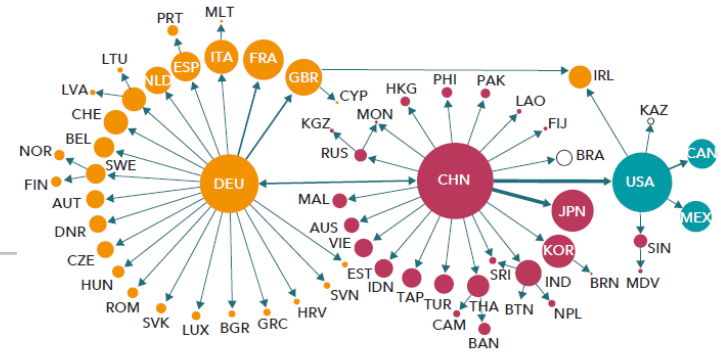 MLT
PRT
ITA
FRA
ESP
LTU
NLD
GBR
LVA
CYP
CHE
BEL
NOR
SWE
FIN
AUT
DEU
DNR
CZE
HUN
ROM
SVK
LUX
BGR
GRC
HRV
SVN
EST
IRL
HKG
PHI
PAK
MON
LAO
KGZ
FIJ
RUS
BRA
CHN
MAL
AUS
VIE
IDN
TAP
TUR
CAM
THA
BAN
SRI
IND
BTN
NPL
KOR
BRN
JPN
KAZ
USA
CAN
MEX
SIN
MDV